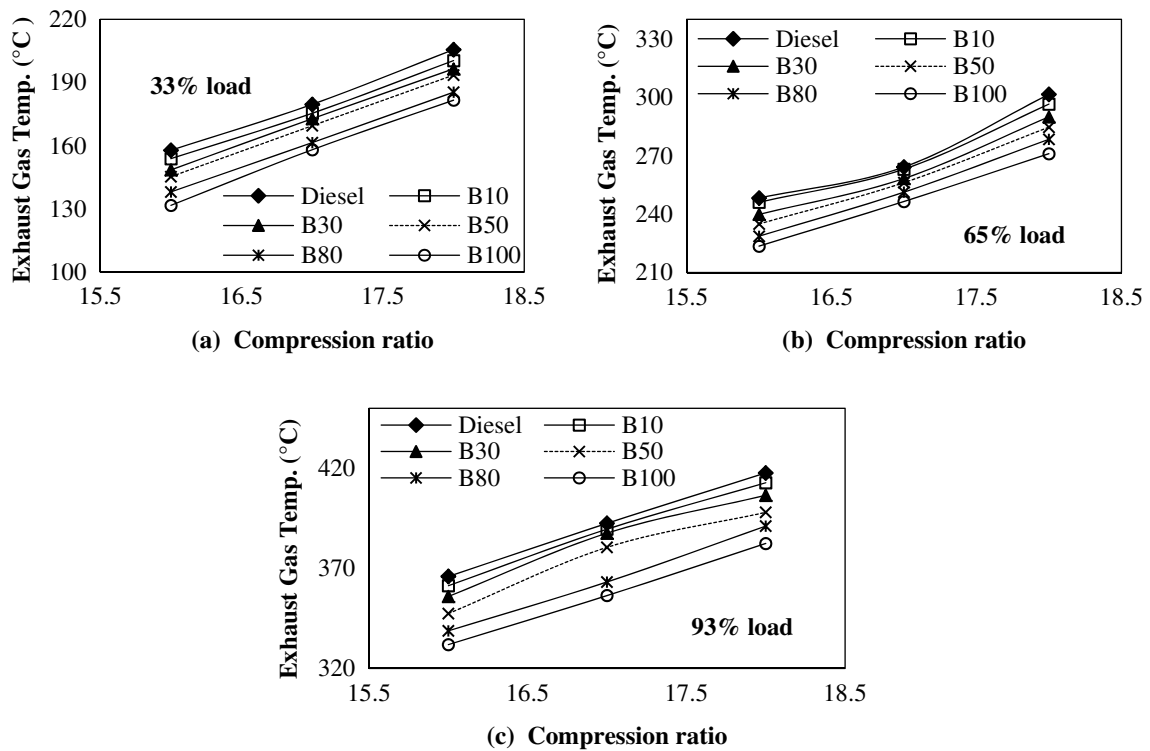 Exhaust Gas Temp. (°C )
220
190
160
130
100
33% load
Diesel B10
B30 B50
B80 B100
15.5 16.5 17.5 18.5
(a) Compression ratio
Exhaust Gas Temp. (°C)
330
300
270
240
210
Diesel B10
B30 B50
B80 B100
65% load
15.5 16.5 17.5 18.5
(b) Compression ratio
Exhaust Gas Temp. (°C)
420
370
320
Diesel B10
B30 B50
B80 B100
93% load
15.5 16.5 17.5 18.5
(c) Compression ratio